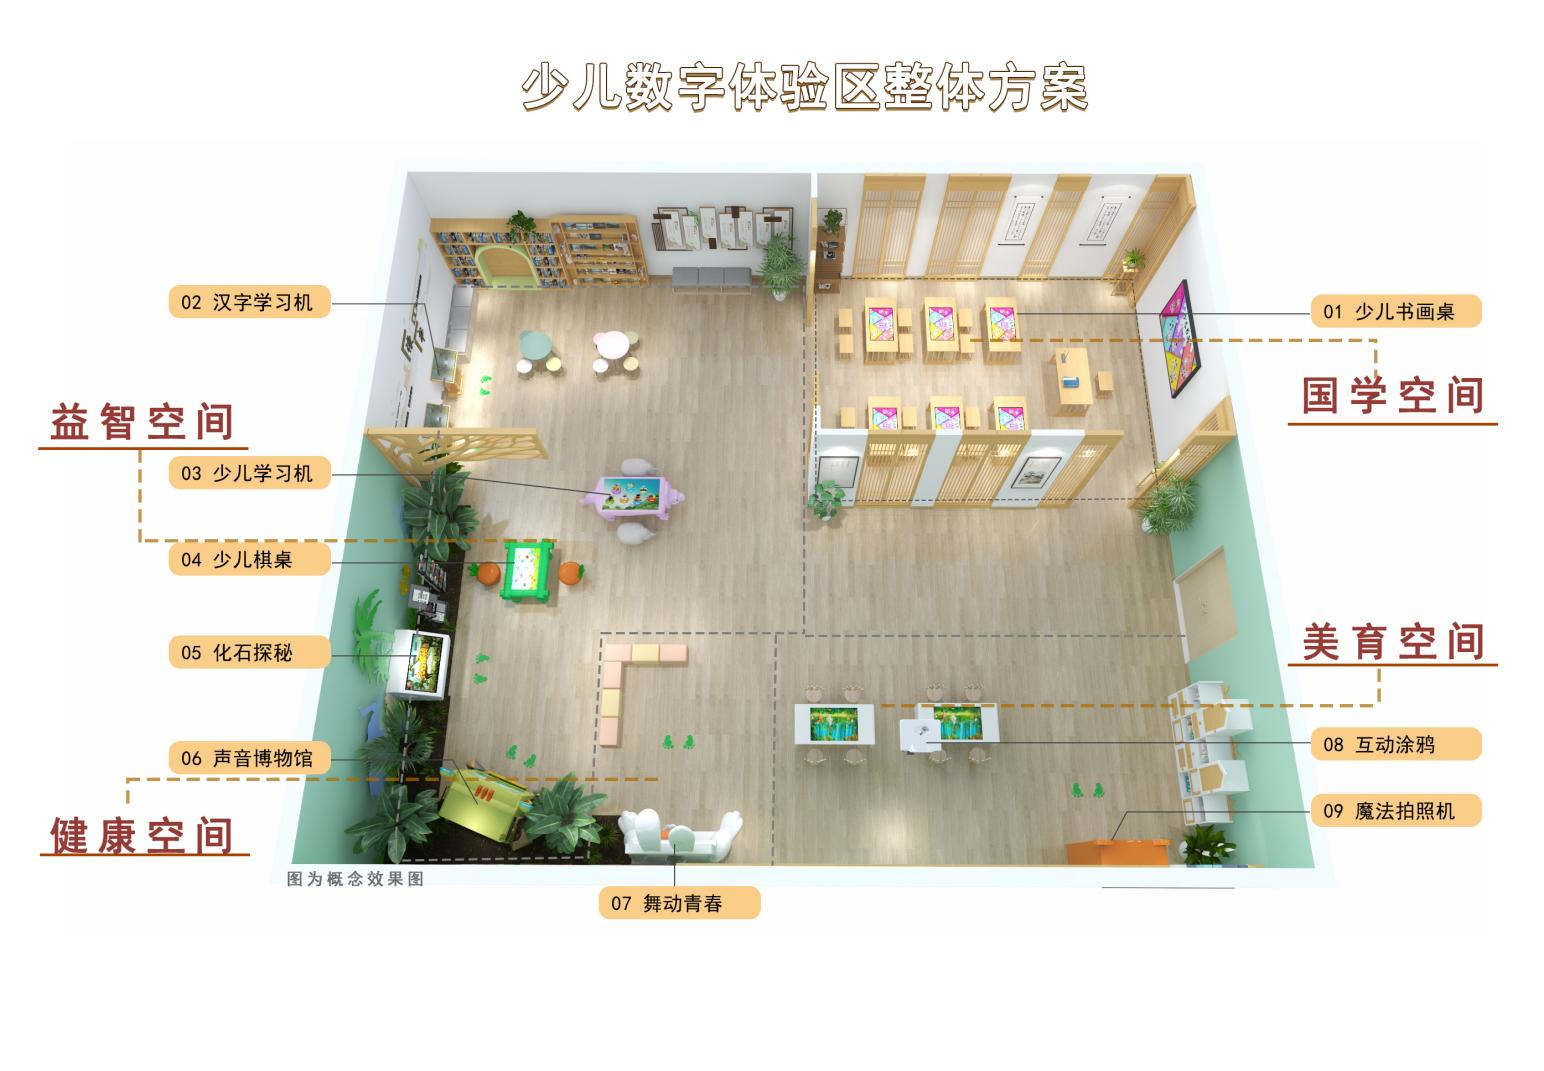 少儿数字体验区整体方案
02 汉字学习机
01 少儿书画桌
国学空间
益智空间
03 少儿学习机
04 少儿棋桌
05 化石探秘
美育空间
06 声音博物馆
08 互动涂鸦
09 魔法拍照机
健康空间
图为概念效果图
07 舞动青春